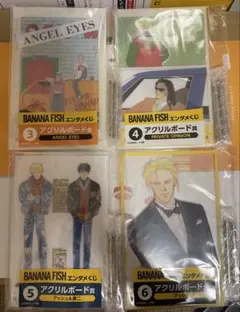 ANGEL EYES
BANANA FISH エンタメくじ
3 アクリルボード賞
ANGEL EYES
BANANA FISH エンタメくじ
4 アクリルボード賞
PRIVATE OPINION
BANANA FISH エンタメくじ
5 アクリルボード賞
アッシュ&英二
BANANA FISH エンタメくじ
6 アクリルボード賞